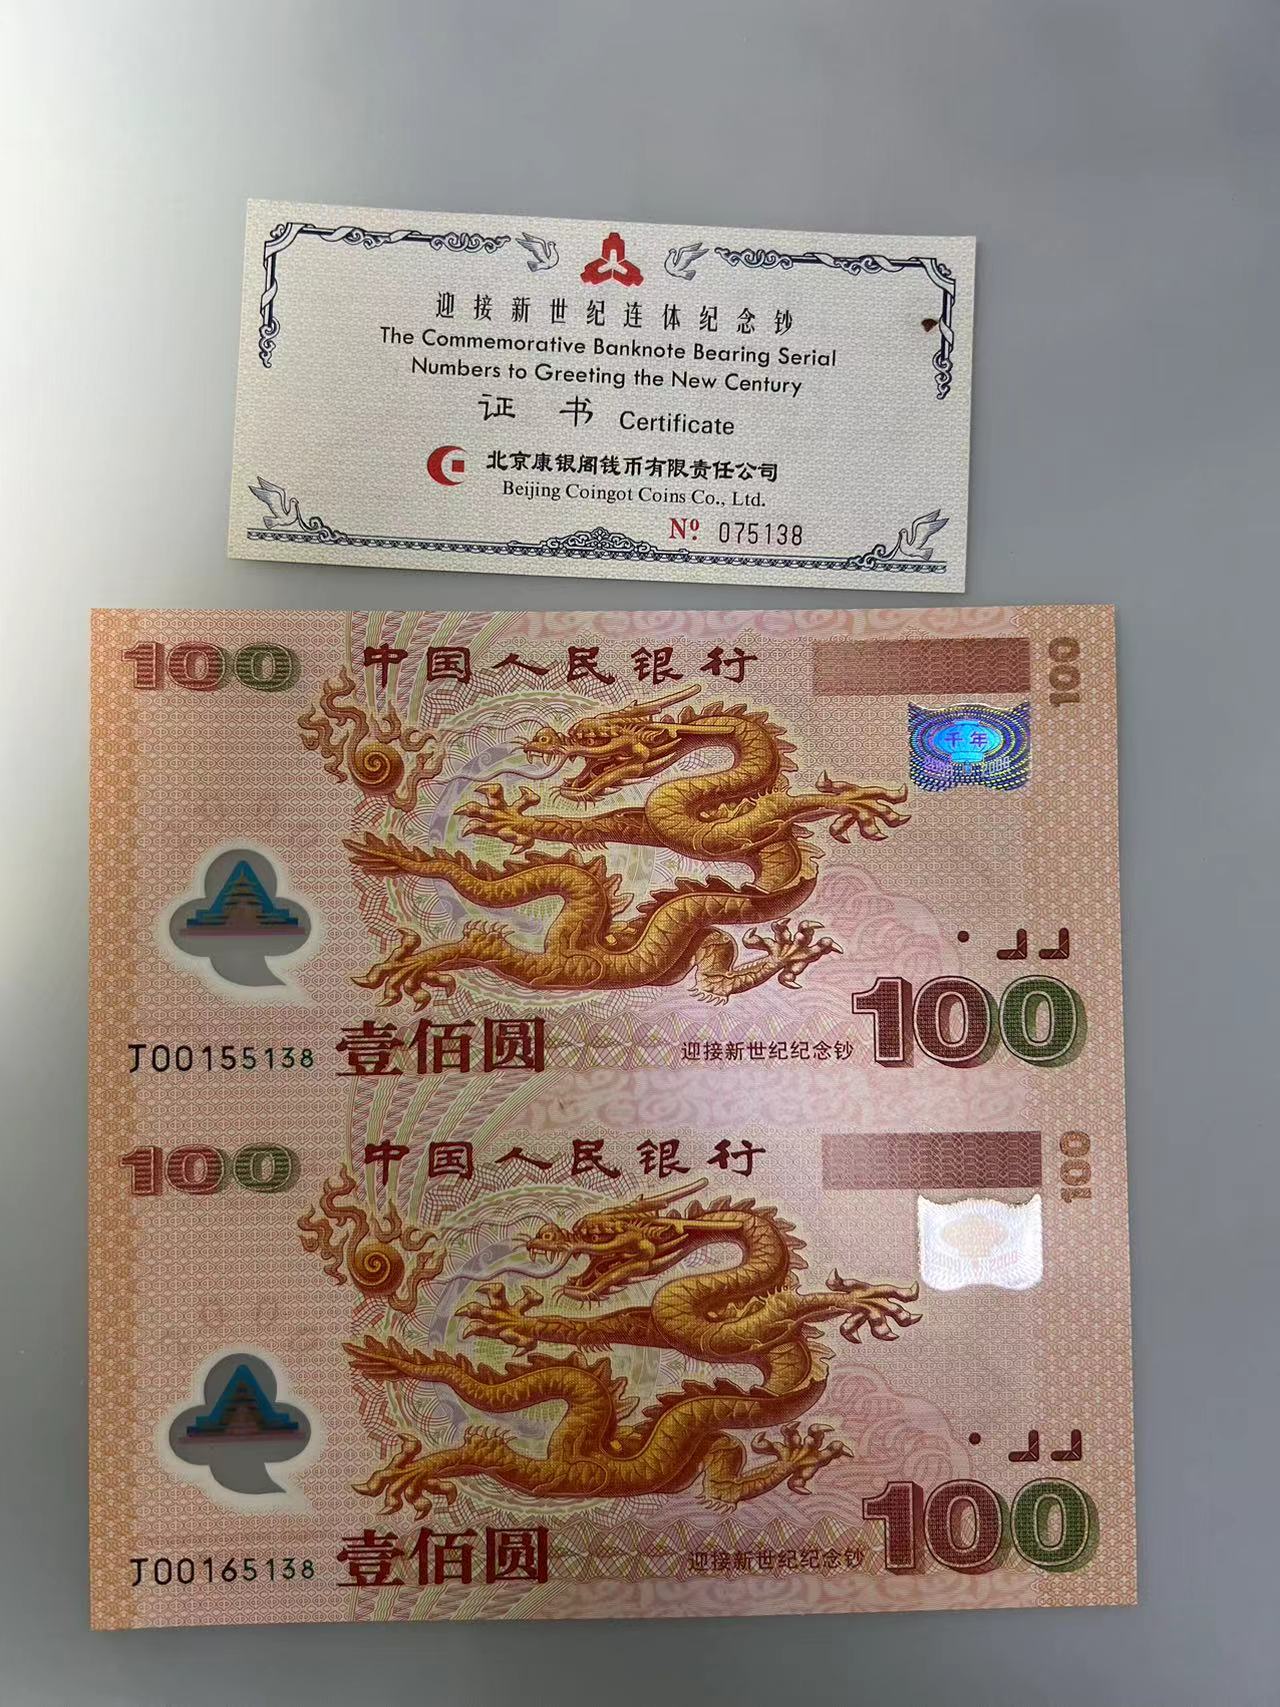 迎接新世纪连体纪念钞
The Commemorative Banknote Bearing Serial
Numbers to Greeting the New Century
证 书 Certificate
北京康银阁钱币有限责任公司
Beijing Coingot Coins Co., Ltd.
Nº. 075138
100
中国人民银行
100
千年
J00155138
壹佰圆
迎接新世纪纪念钞
100
100
中国人民银行
100
J00165138
壹佰圆
迎接新世纪纪念钞
100